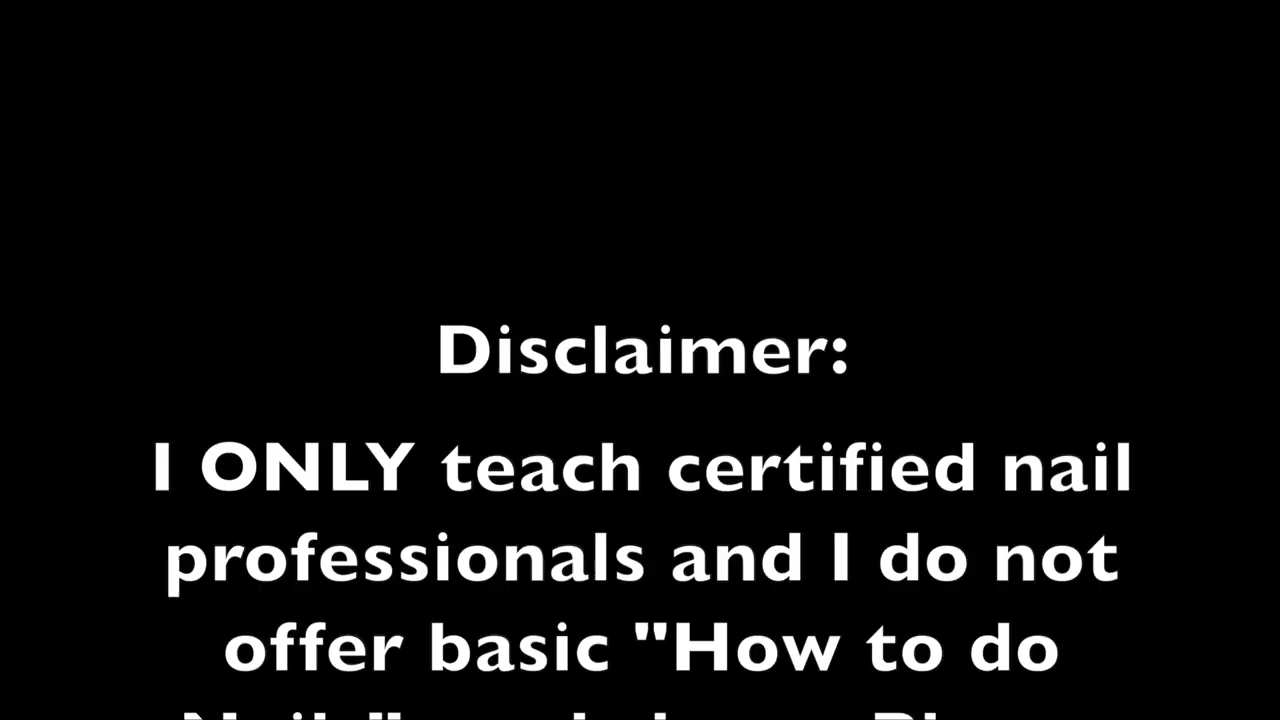 Disclaimer:
I ONLY teach certified nail
professionals and I do not
offer basic "How to do